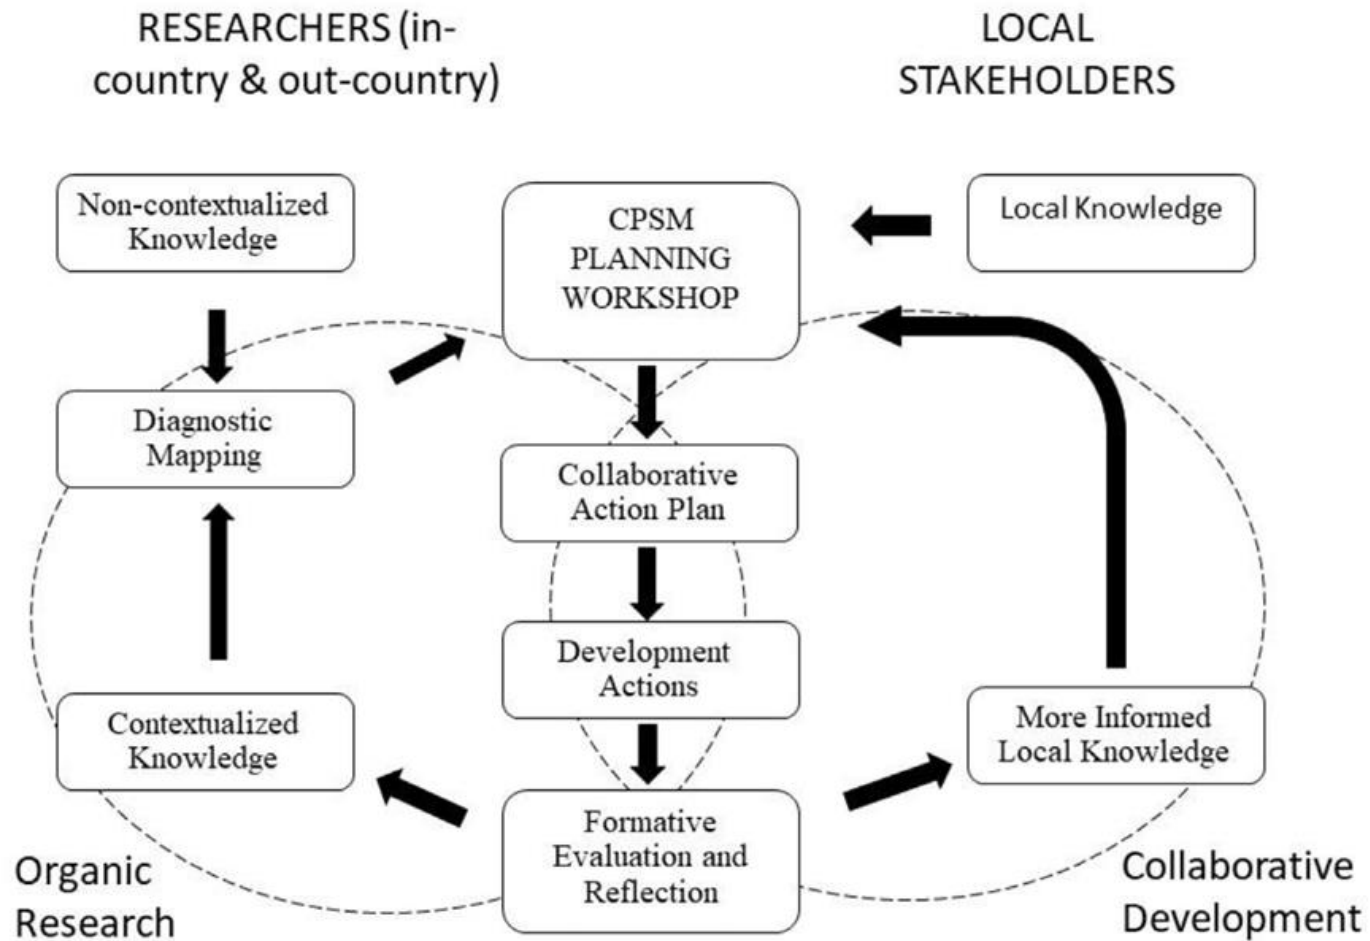 RESEARCHERS (in-
country & out-country)
LOCAL
STAKEHOLDERS
Non-contextualized
Knowledge
CPSM
PLANNING
WORKSHOP
Local Knowledge
Diagnostic
Mapping
Collaborative
Action Plan
Development
Actions
Contextualized
Knowledge
More Informed
Local Knowledge
Formative
Evaluation and
Reflection
Organic
Research
Collaborative
Development